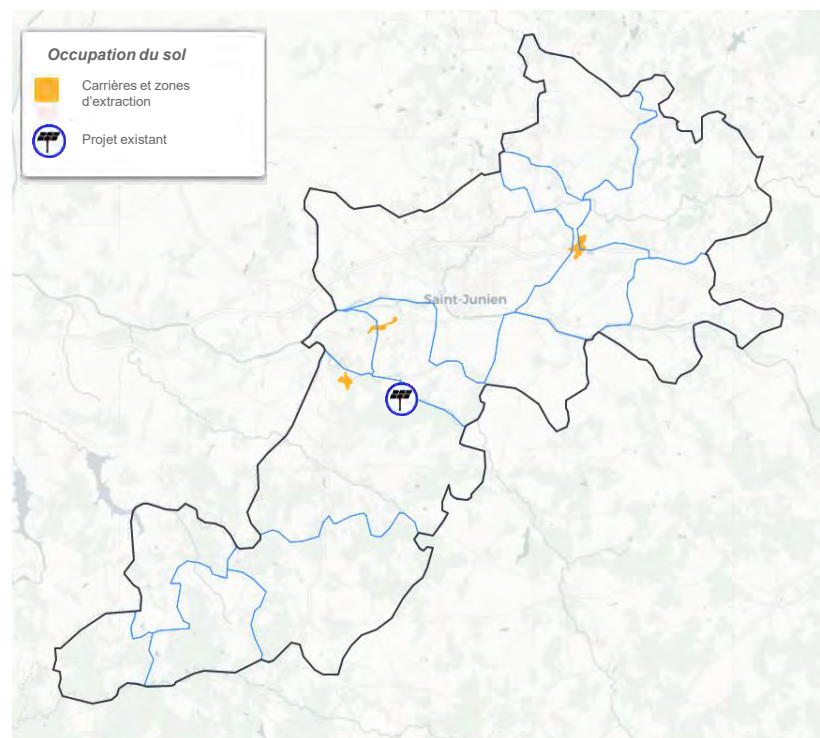 Occupation du sol
Carrières et zones
d'extraction
Projet existant
Saint-Junien